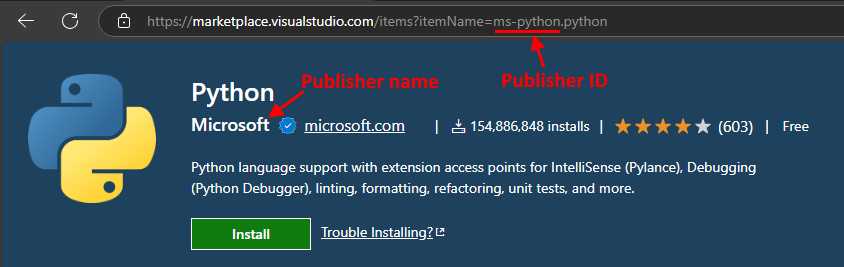 https://marketplace.visualstudio.com/items?itemName=ms-python.python
Publisher name
Publisher ID
Python
Microsoft microsoft.com | 154,886,848 installs | (603) | Free
Python language support with extension access points for IntelliSense (Pylance), Debugging
(Python Debugger), linting, formatting, refactoring, unit tests, and more.
Install Trouble Installing?